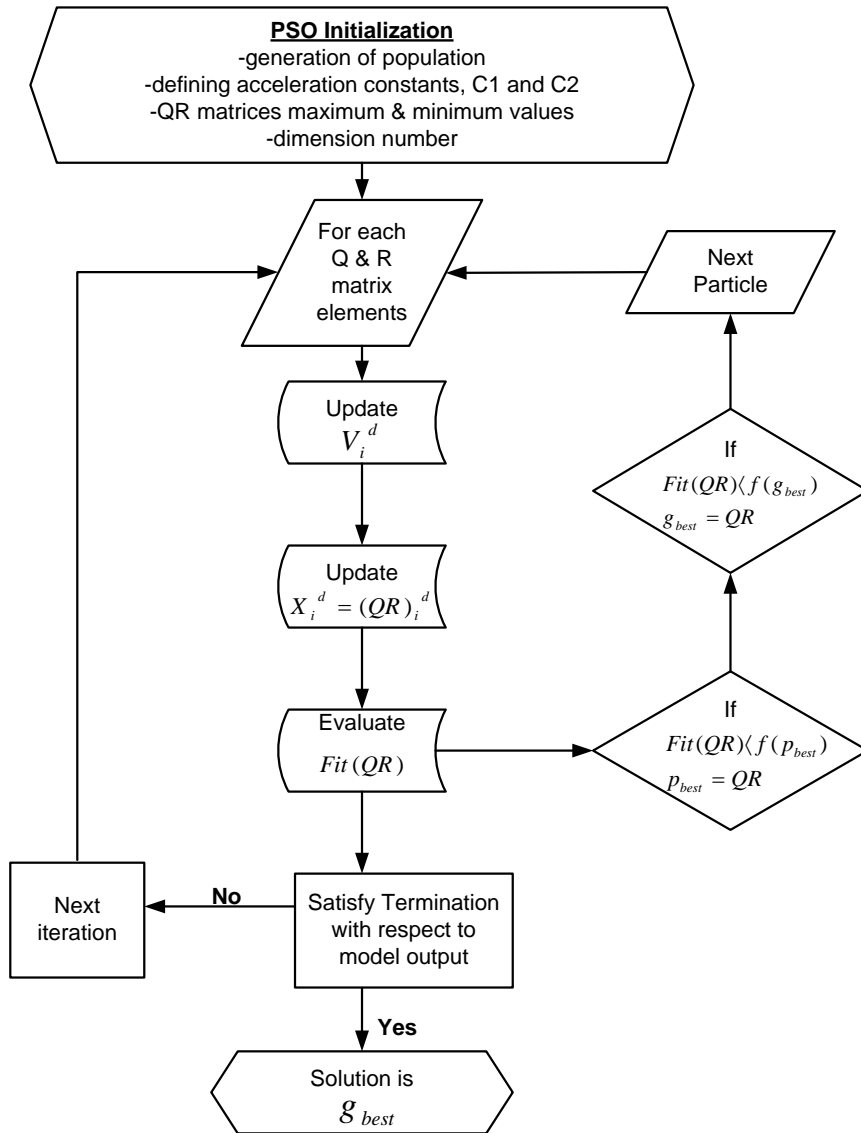 PSO Initialization
-generation of population
-defining acceleration constants, C1 and C2
-QR matrices maximum & minimum values
-dimension number
For each
Q & R
matrix
elements
Next
Particle
Update
V_i^d
If
Fit(QR)⟨f(g_best)
g_best = QR
Update
X_i^d = (QR)_i^d
Evaluate
Fit(QR)
If
Fit(QR)⟨f(p_best)
p_best = QR
Next
iteration
No
Satisfy Termination
with respect to
model output
Yes
Solution is
g_best